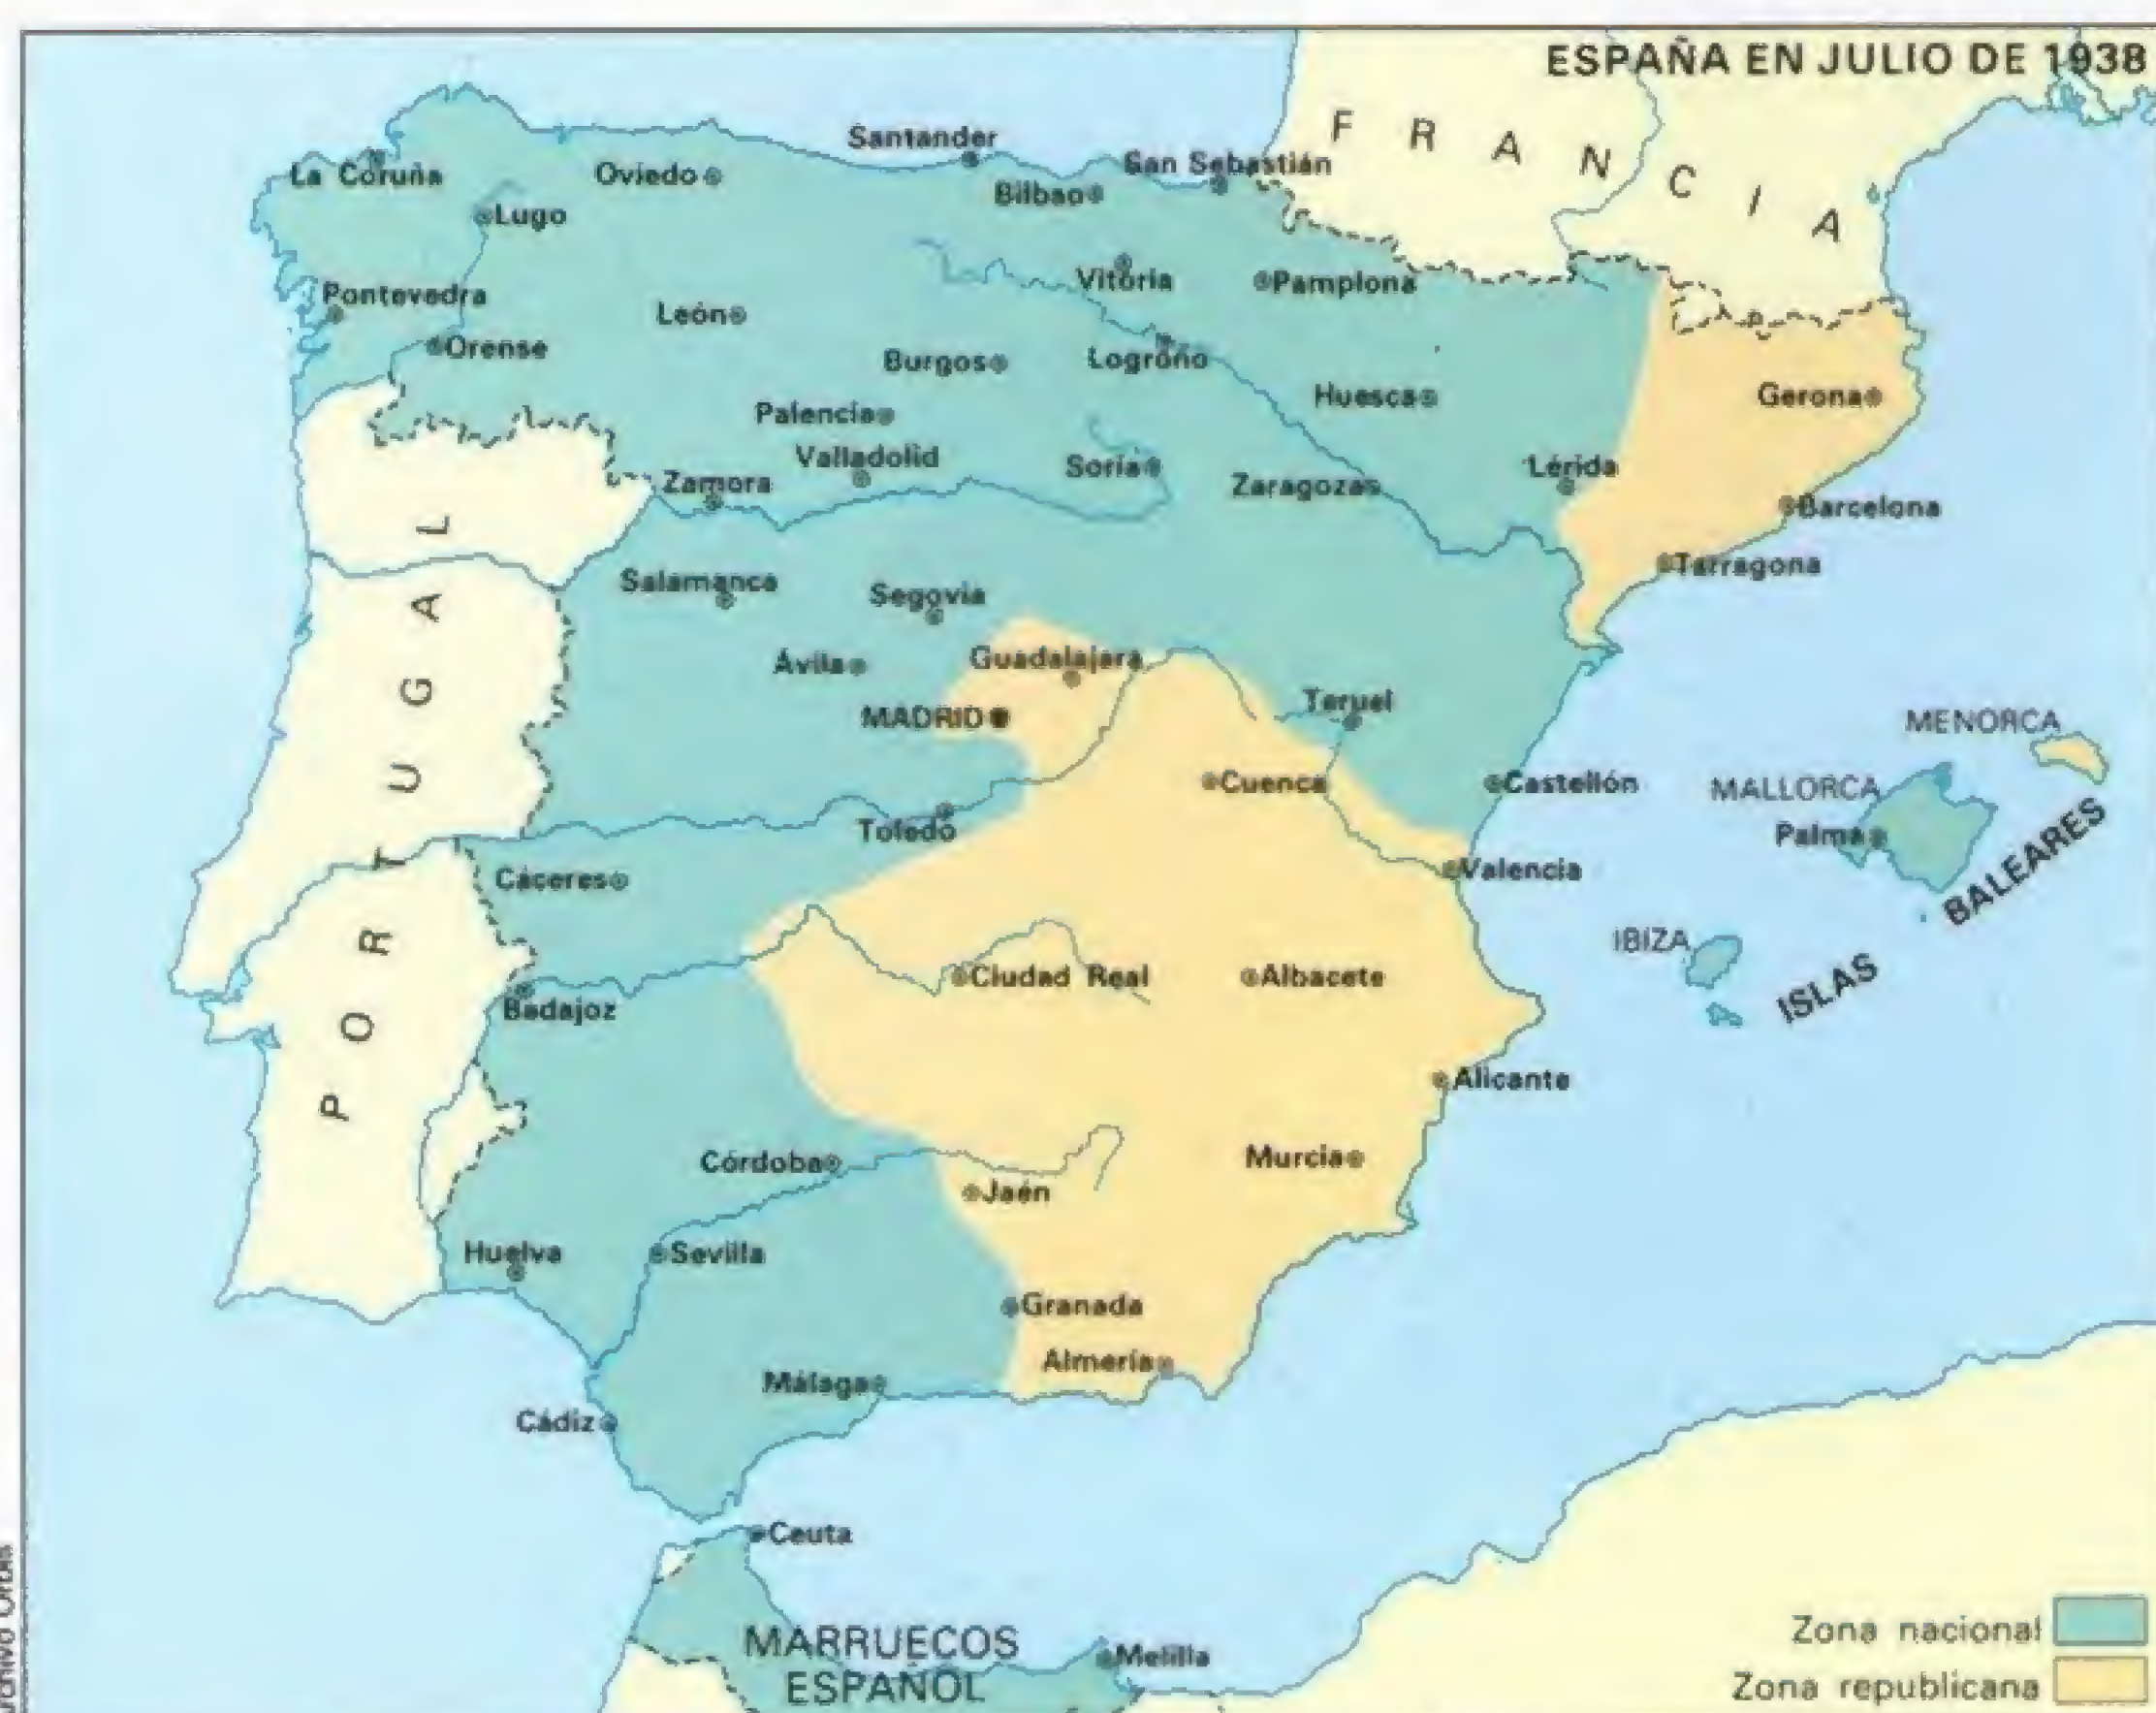 ESPAÑA EN JULIO DE 1938
FRANCIA
Santander
San Sebastián
La Coruña
Oviedo
Bilbao
Lugo
Vitoria
Pamplona
Pontevedra
León
Orense
Burgos
Logroño
Huesca
Gerona
Palencia
Valladolid
Soria
Lérida
Zamora
Zaragoza
Barcelona
Tarragona
Salamanca
Segovia
Ávila
Guadalajara
MADRID
Teruel
MENORCA
Cuenca
Castellón
MALLORCA
Palma
Toledo
PORTUGAL
Cáceres
Valencia
ISLAS BALEARES
IBIZA
Ciudad Real
Albacete
Badajoz
Alicante
Córdoba
Murcia
Jaén
Huelva
Sevilla
Granada
Almería
Málaga
Cádiz
Ceuta
MARRUECOS
ESPAÑOL
Melilla
Zona nacional
Zona republicana